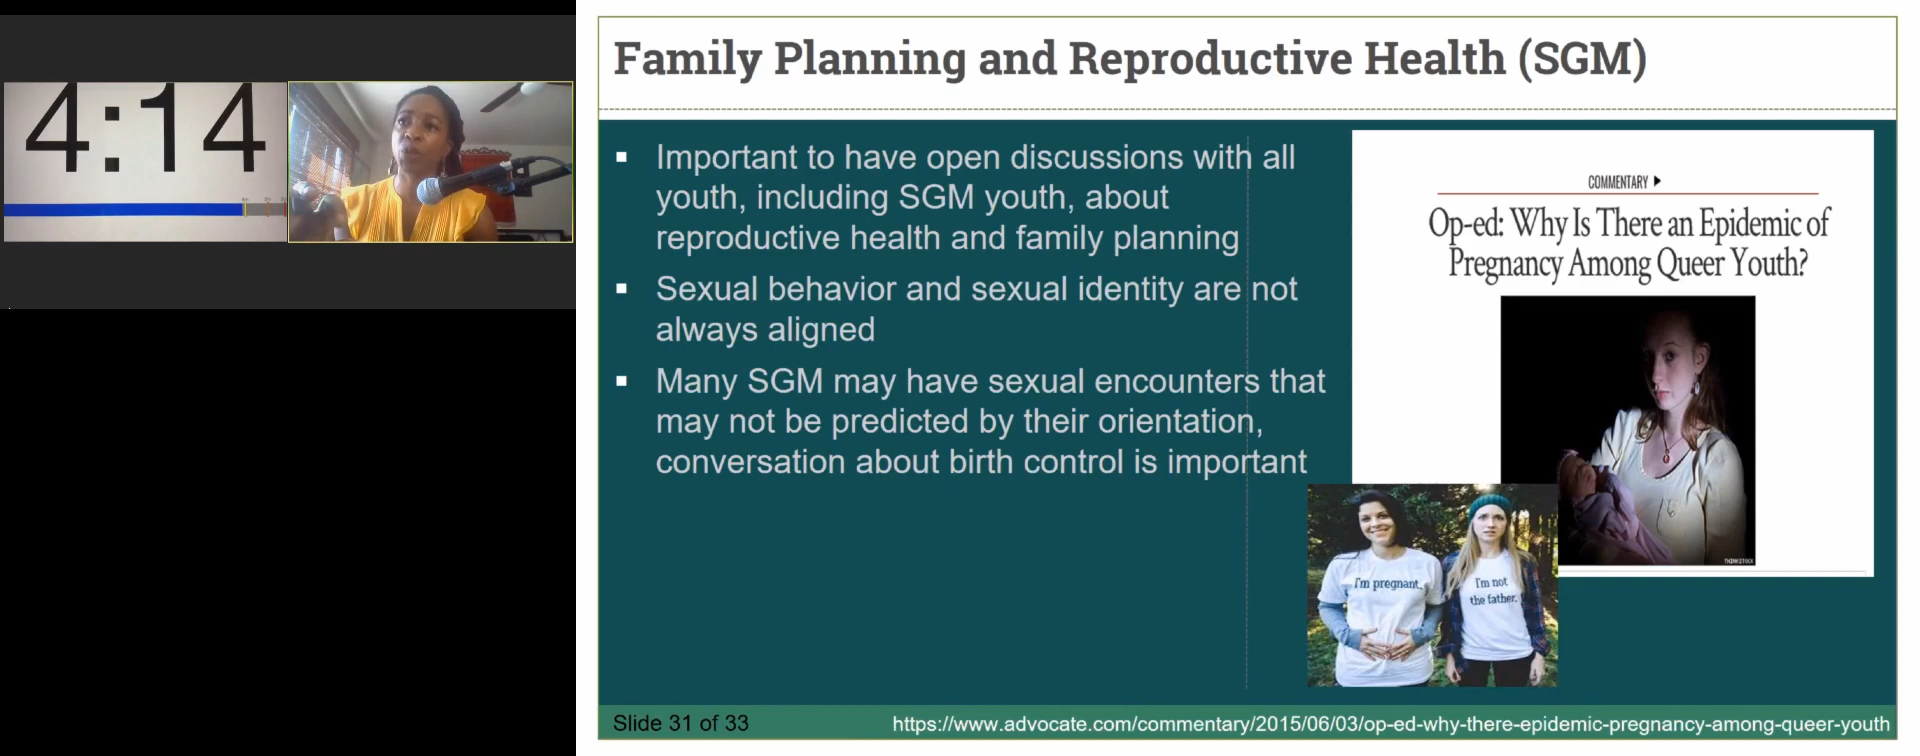 4:14
Family Planning and Reproductive Health (SGM)
▪ Important to have open discussions with all
youth, including SGM youth, about
reproductive health and family planning
▪ Sexual behavior and sexual identity are not
always aligned
▪ Many SGM may have sexual encounters that
may not be predicted by their orientation,
conversation about birth control is important
COMMENTARY ▶
Op-ed: Why Is There an Epidemic of
Pregnancy Among Queer Youth?
THINKSTOCK
I'm pregnant.
I'm not
the father.
Slide 31 of 33
https://www.advocate.com/commentary/2015/06/03/op-ed-why-there-epidemic-pregnancy-among-queer-youth